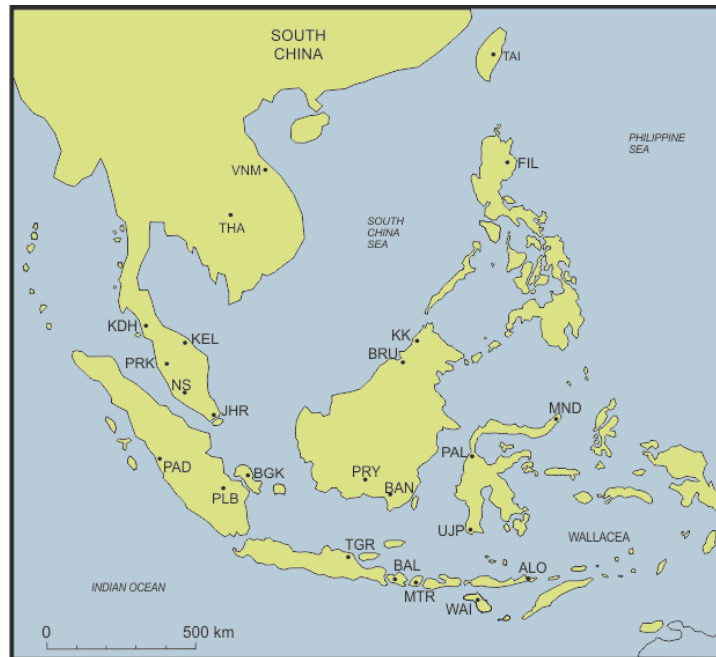 SOUTH
CHINA
TAI
PHILIPPINE
SEA
FIL
VNM
THA
SOUTH
CHINA
SEA
KDH
KEL
KK
BRU
PRK
NS
JHR
MND
PAL
PAD
BGK
PLB
PRY
BAN
UJP
WALLACEA
TGR
BAL
ALO
MTR
WAI
INDIAN OCEAN
0 500 km